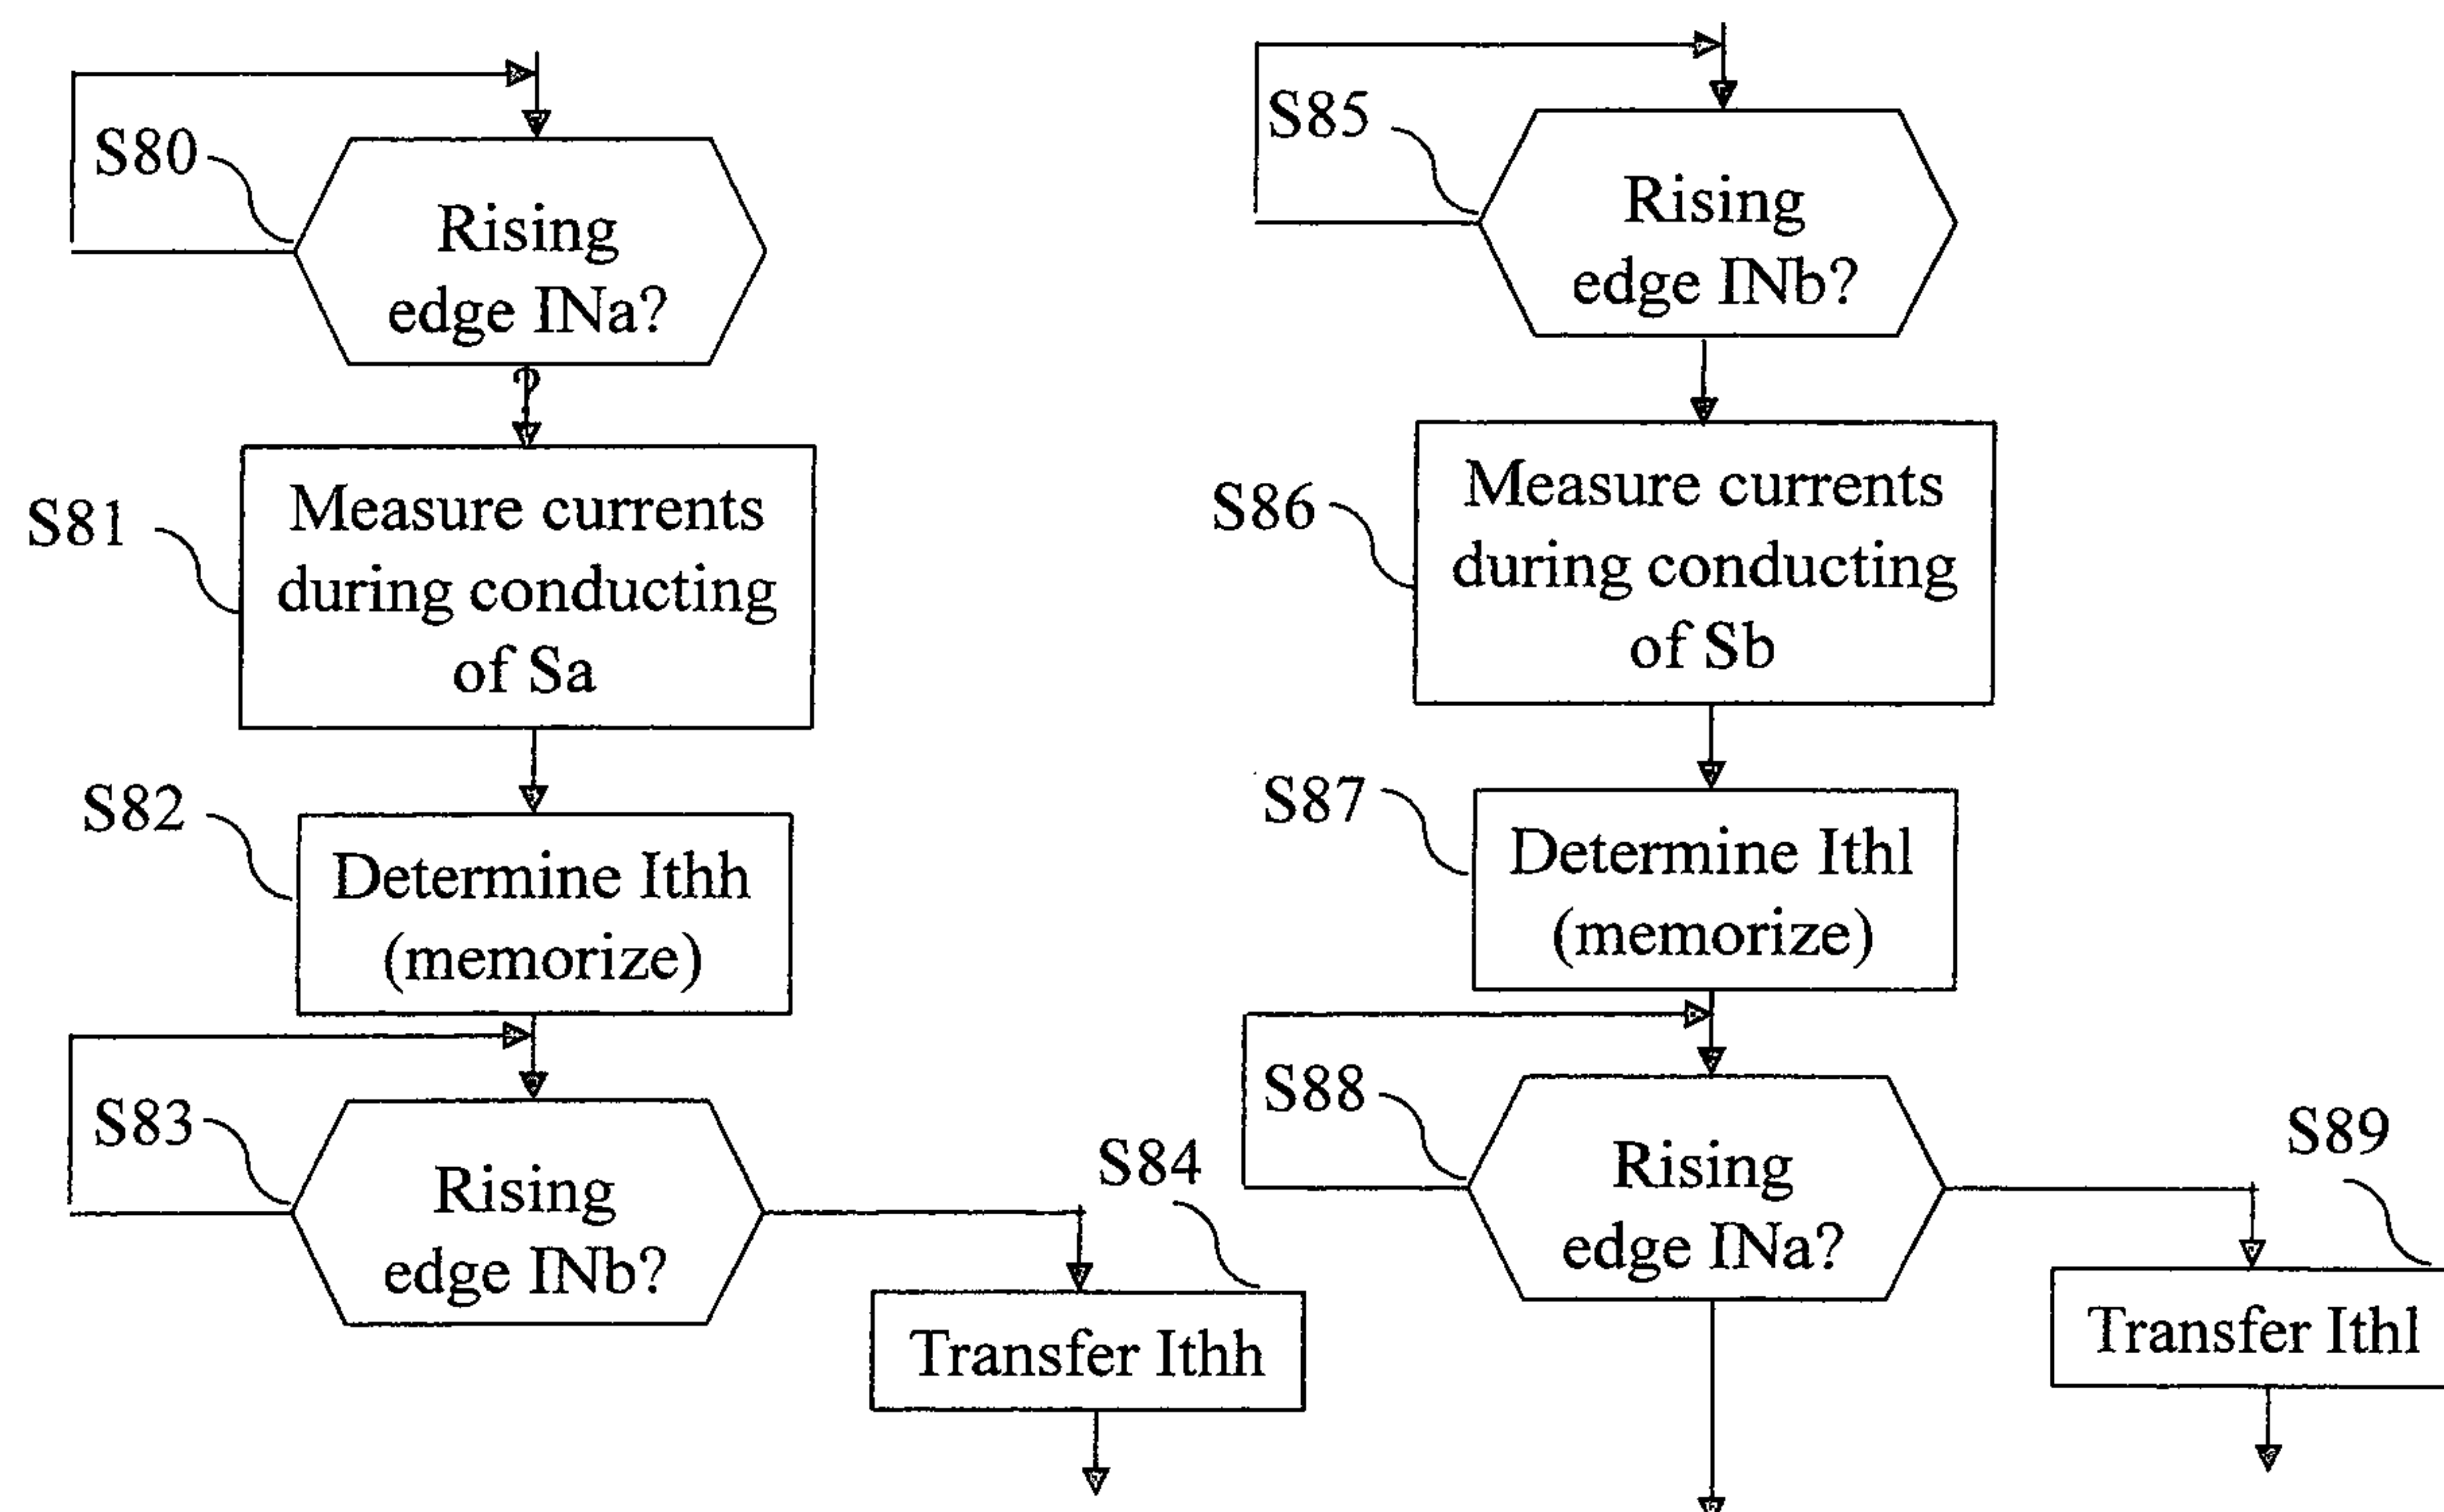 S80
Rising
edge INa?
?
S81
Measure currents
during conducting
of Sa
S82
Determine Ithh
(memorize)
S83
Rising
edge INb?
S84
Transfer Ithh
S85
Rising
edge INb?
S86
Measure currents
during conducting
of Sb
S87
Determine Ithl
(memorize)
S88
Rising
edge INa?
S89
Transfer Ithl